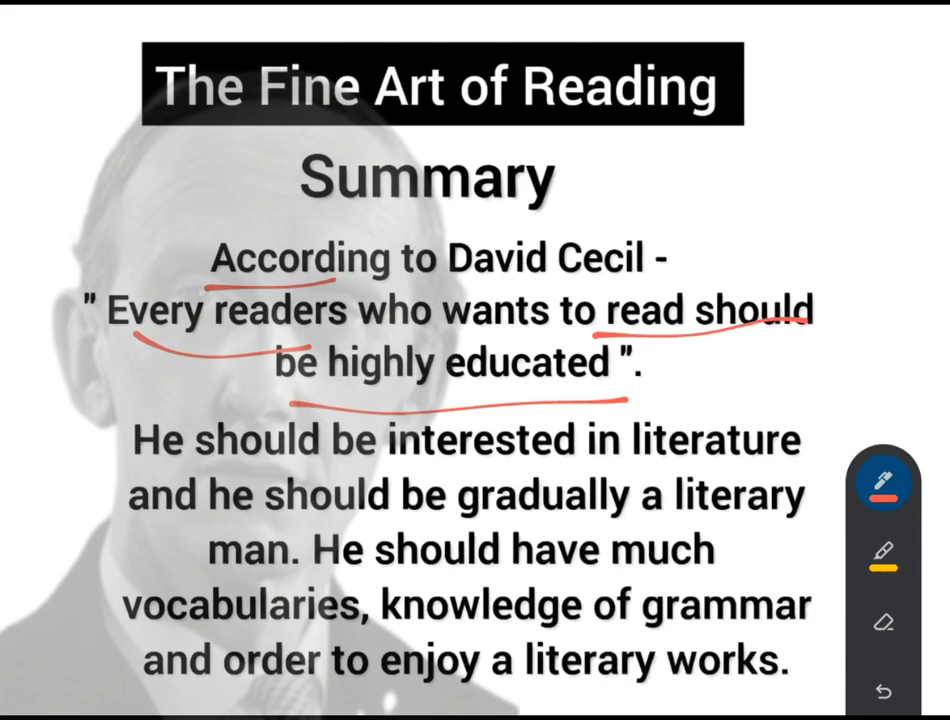 The Fine Art of Reading
Summary
According to David Cecil -
" Every readers who wants to read should
be highly educated ".
He should be interested in literature
and he should be gradually a literary
man. He should have much
vocabularies, knowledge of grammar
and order to enjoy a literary works.